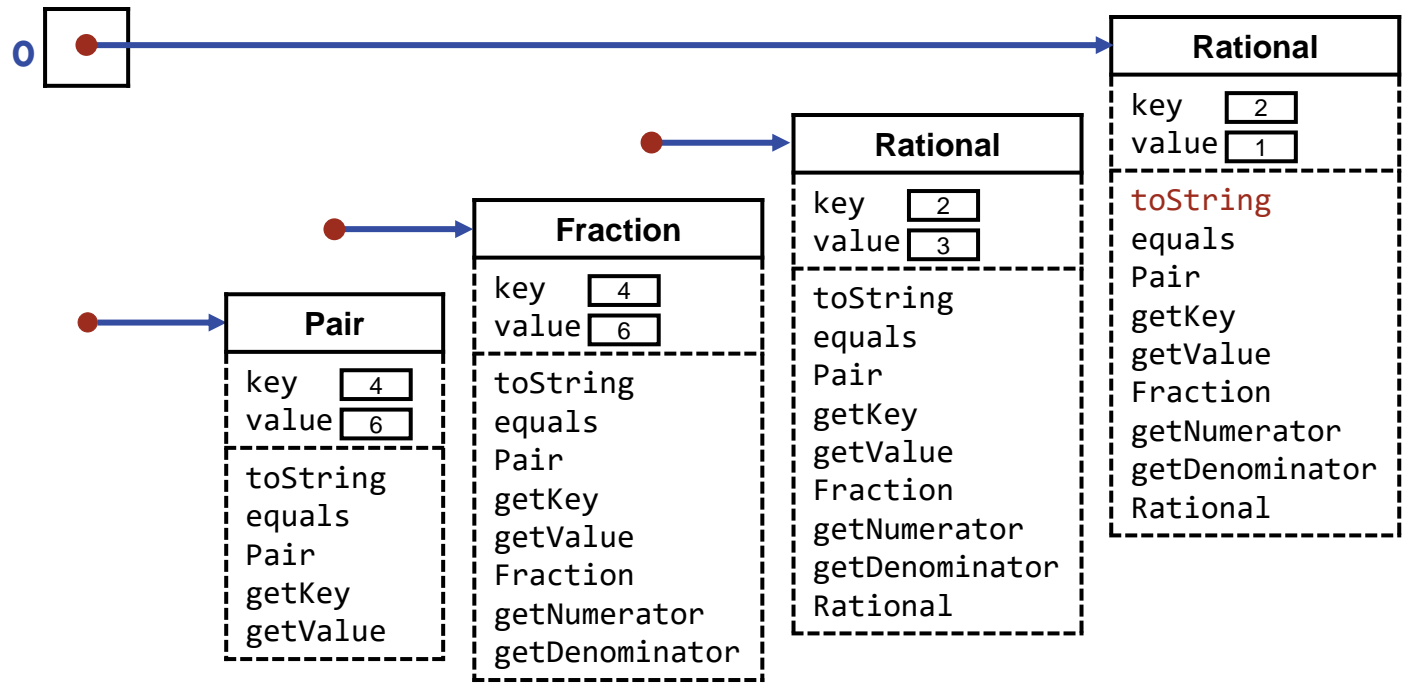 o
Rational
key 2
value 1
toString
equals
Pair
getKey
getValue
Fraction
getNumerator
getDenominator
Rational
Rational
key 2
value 3
toString
equals
Pair
getKey
getValue
Fraction
getNumerator
getDenominator
Rational
Fraction
key 4
value 6
toString
equals
Pair
getKey
getValue
Fraction
getNumerator
getDenominator
Pair
key 4
value 6
toString
equals
Pair
getKey
getValue